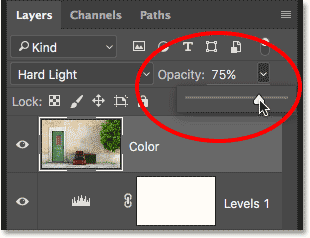 Layers Channels Paths
Kind
Hard Light Opacity: 75%
Lock:
Color
Levels 1